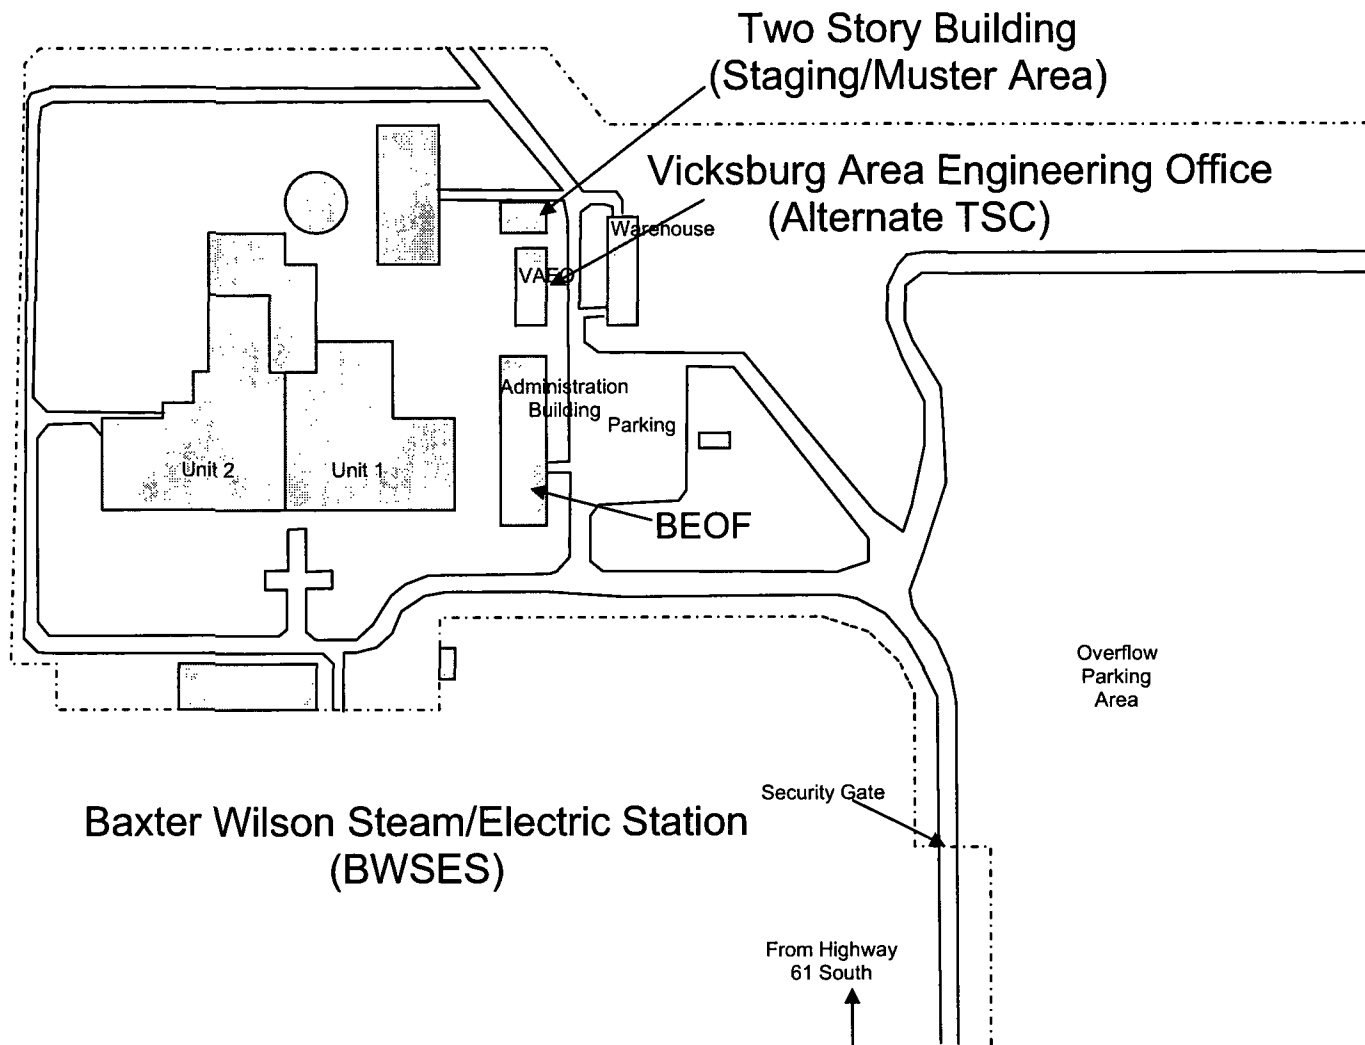 Two Story Building
(Staging/Muster Area)
Vicksburg Area Engineering Office
(Alternate TSC)
Warehouse
VAEO
Administration
Building
Parking
Unit 2
Unit 1
BEOF
Overflow
Parking
Area
Security Gate
Baxter Wilson Steam/Electric Station
(BWSES)
From Highway
61 South